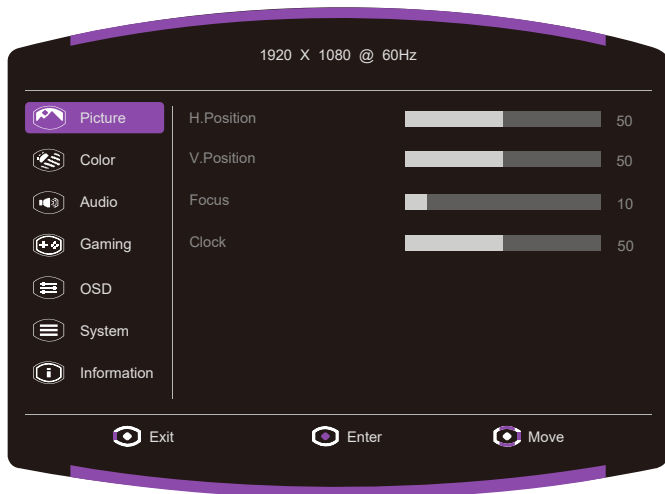 1920 X 1080 @ 60Hz
Picture
H.Position 50
Color
V.Position 50
Audio
Focus 10
Gaming
Clock 50
OSD
System
Information
Exit Enter Move